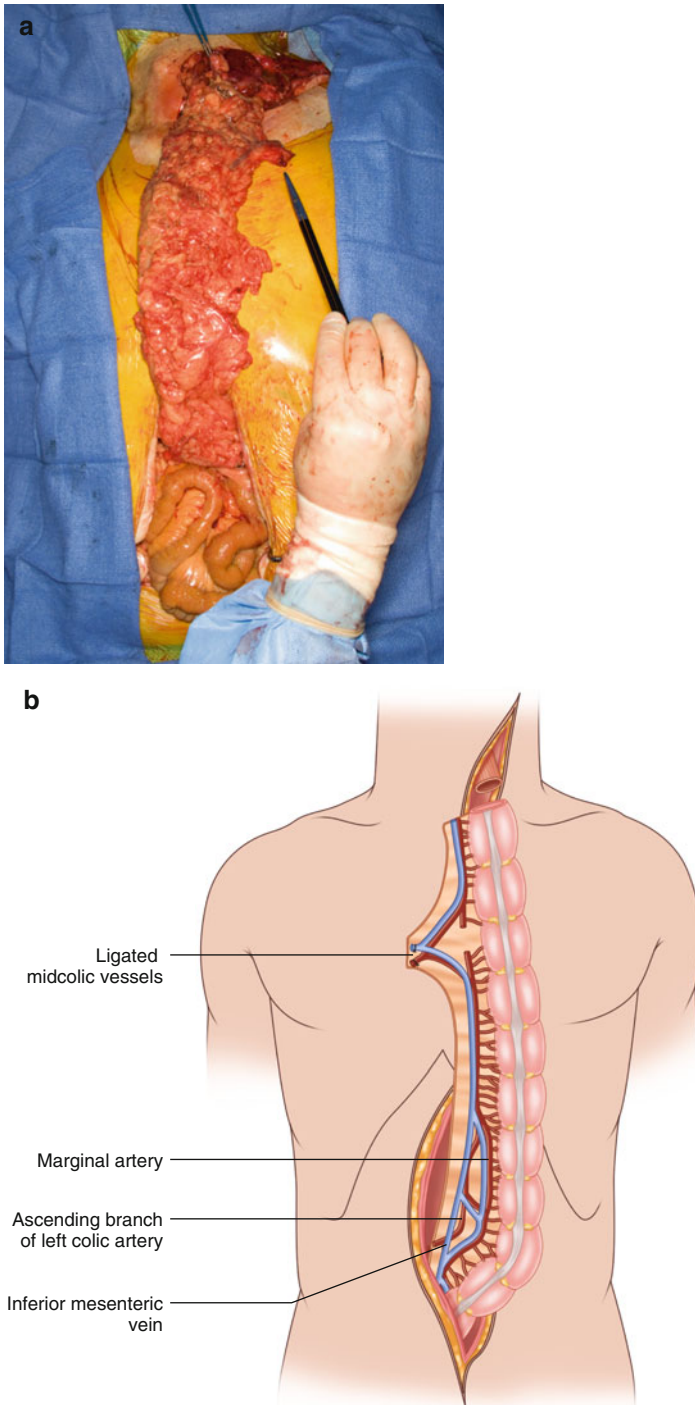 a
b
Ligated
midcolic vessels
Marginal artery
Ascending branch
of left colic artery
Inferior mesenteric
vein